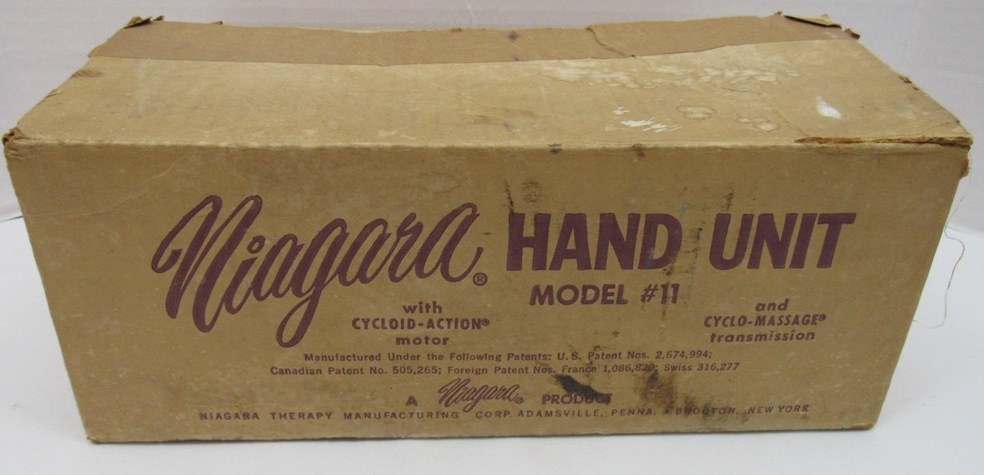 Niagara® HAND UNIT
MODEL #11
with
CYCLOID-ACTION®
motor
and
CYCLO-MASSAGE®
transmission
Manufactured Under the Following Patents: U.S. Patent Nos. 2,674,994;
Canadian Patent No. 505,265; Foreign Patent Nos. France 1,086,829; Swiss 316,277
A Niagara® PRODUCT
NIAGARA THERAPY MANUFACTURING CORP. ADAMSVILLE, PENNA. & BROCTON, NEW YORK